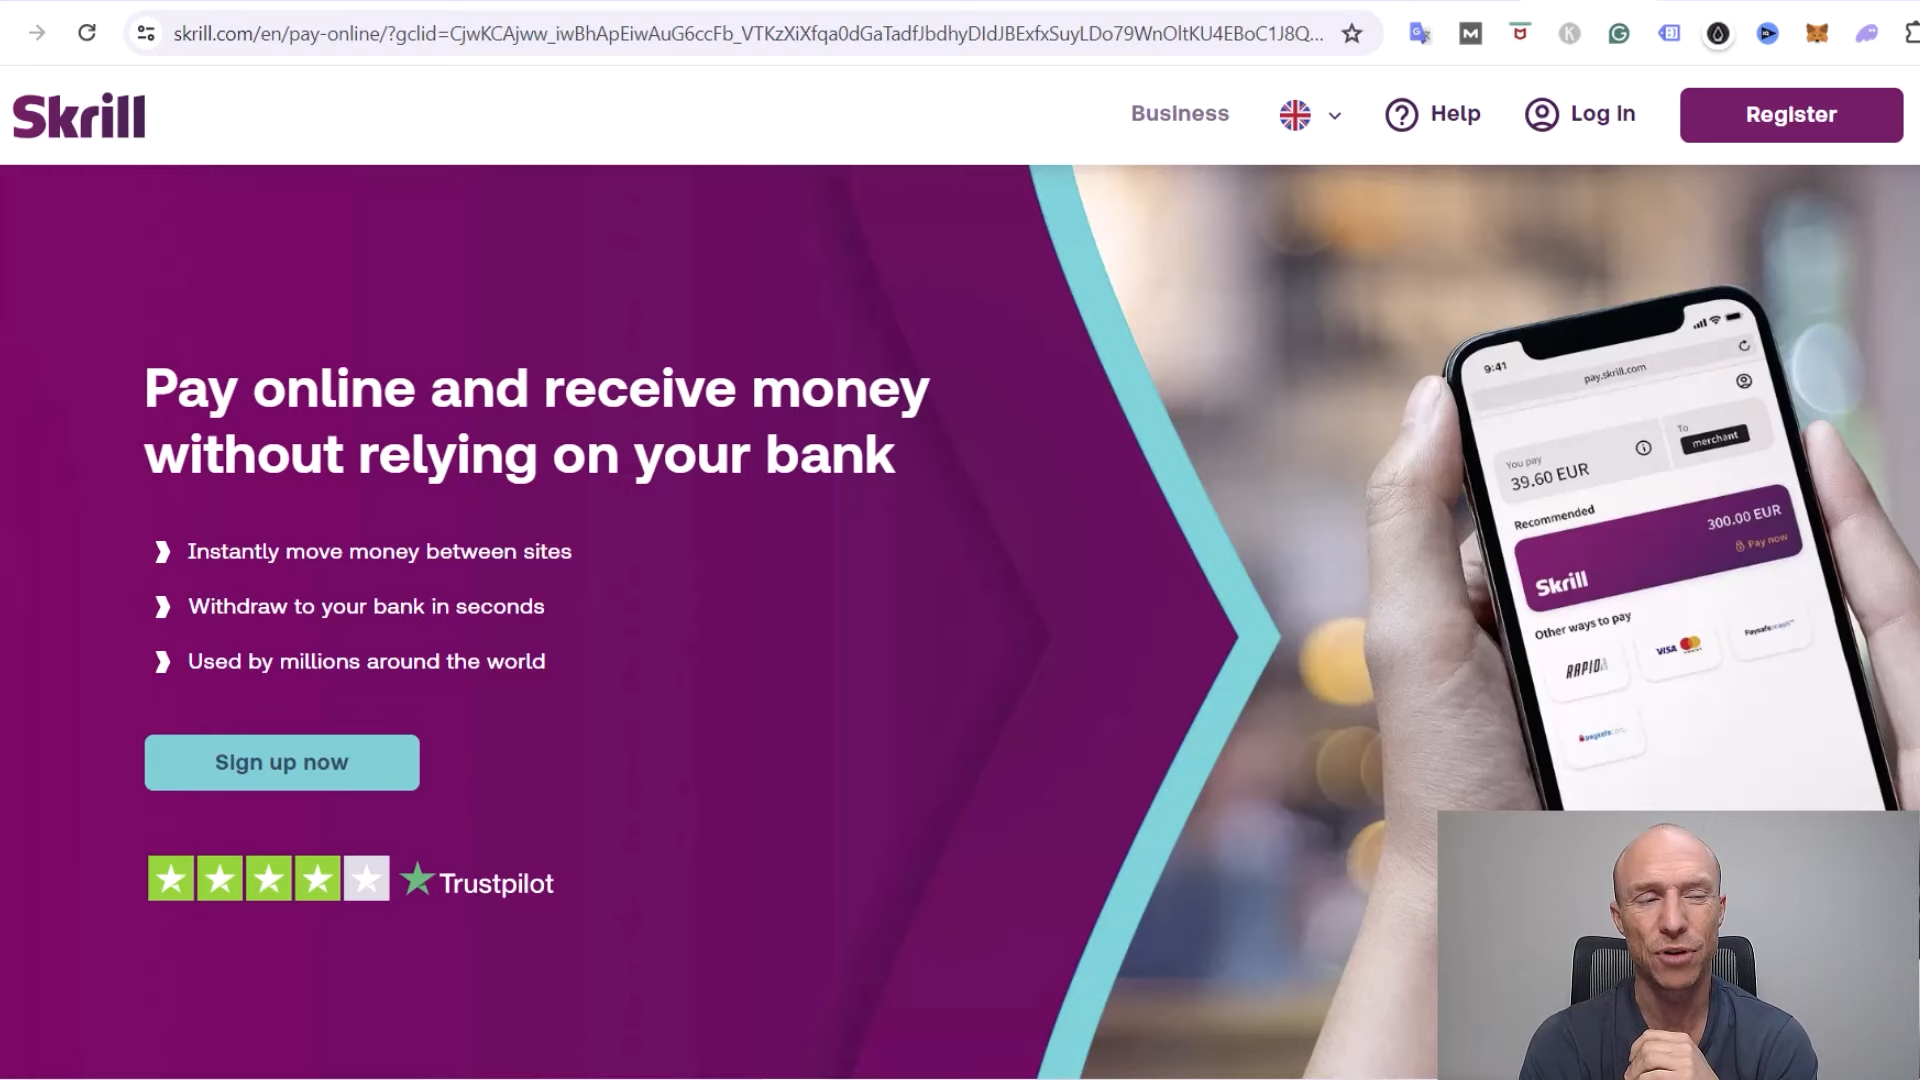 skrill.com/en/pay-online/?gclid=CjwKCAjww_iwBhApEiwAuG6ccFb_VTKzXiXfqa0dGaTadfJbdhyDIdJBExfxSuyLDo79WnOltKU4EBoC1J8Q...
Skrill
Business
Help
Log in
Register
Pay online and receive money
without relying on your bank
Instantly move money between sites
Withdraw to your bank in seconds
Used by millions around the world
Sign up now
Trustpilot
9:41
pay.skrill.com
You pay
39.60 EUR
To
merchant
Recommended
300.00 EUR
Pay now
Skrill
Other ways to pay
RAPID
VISA
Paysafecash
paysafecard